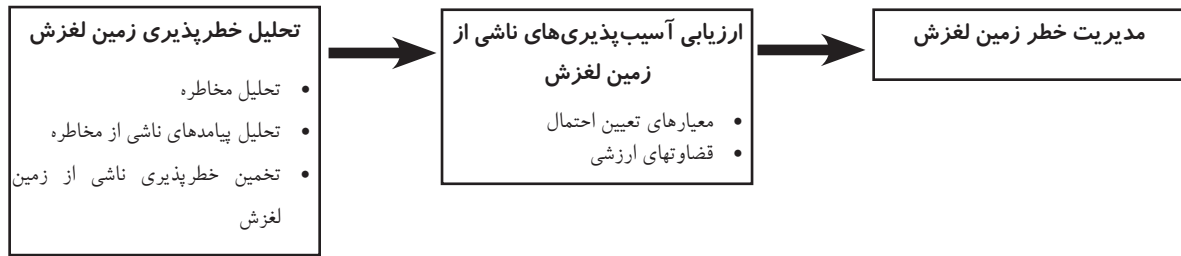 تحلیل خطرپذیری زمین لغزش
• تحلیل مخاطره
• تحلیل پیامدهای ناشی از مخاطره
• تخمین خطرپذیری ناشی از زمین
لغزش
ارزیابی آسیب‌پذیری‌های ناشی از
زمین لغزش
• معیارهای تعیین احتمال
• قضاوتهای ارزشی
مدیریت خطر زمین لغزش